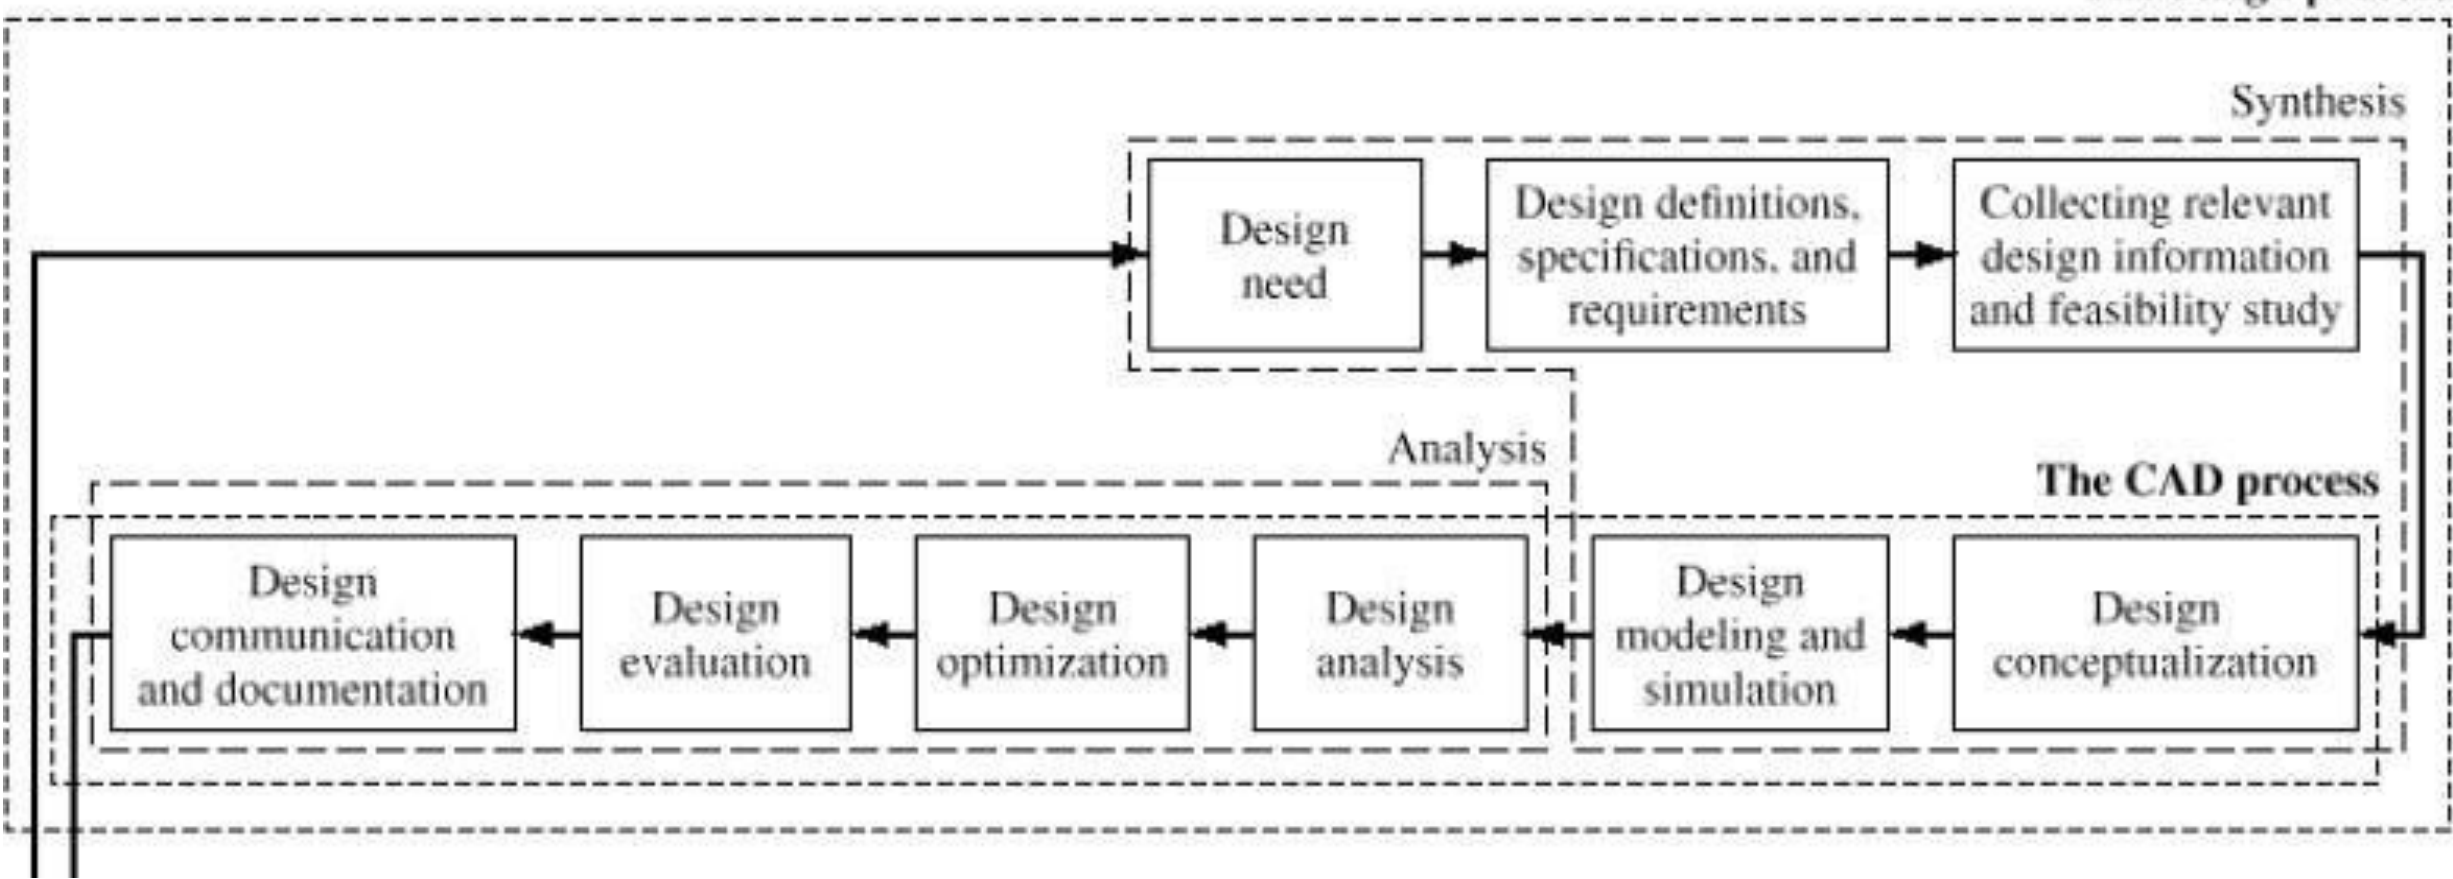 Synthesis
Design
need
Design definitions,
specifications, and
requirements
Collecting relevant
design information
and feasibility study
Analysis
The CAD process
Design
communication
and documentation
Design
evaluation
Design
optimization
Design
analysis
Design
modeling and
simulation
Design
conceptualization